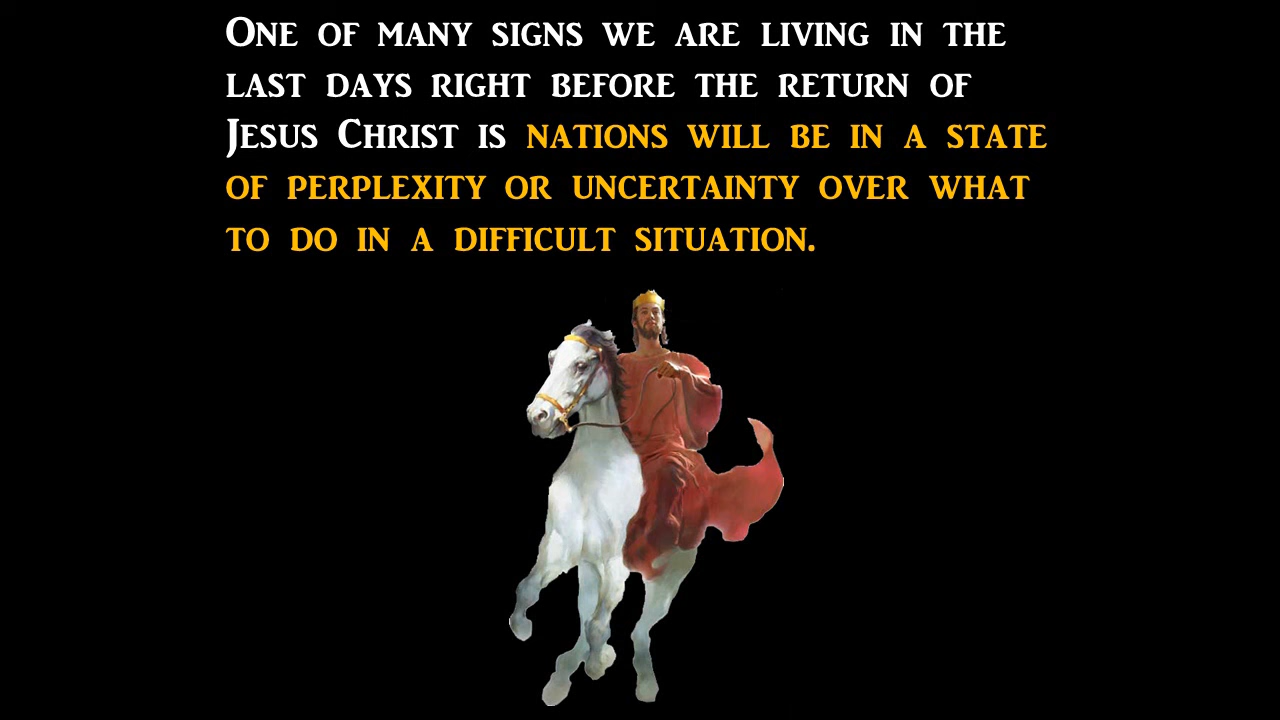 One of many signs we are living in the
last days right before the return of
Jesus Christ is nations will be in a state
of perplexity or uncertainty over what
to do in a difficult situation.